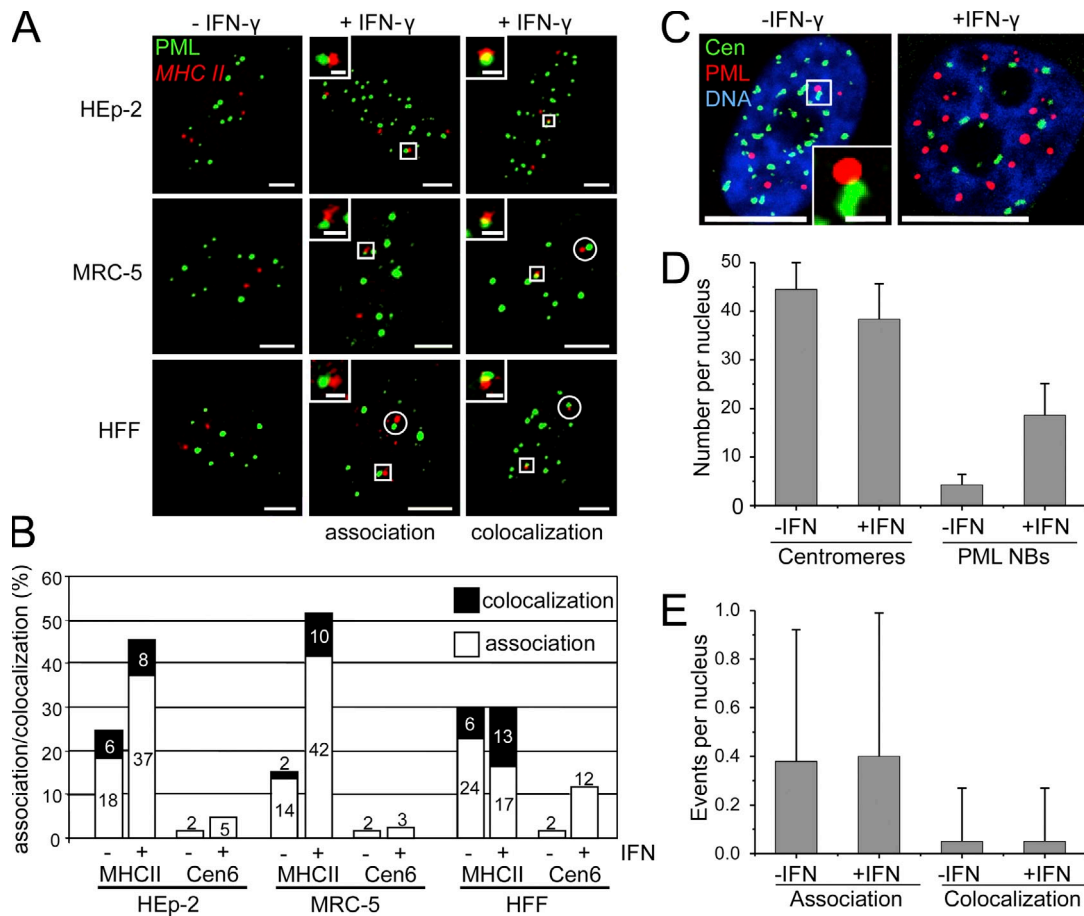 A
- IFN-γ
+ IFN-γ
+ IFN-γ
PML
MHC II
HEp-2
MRC-5
HFF
association
colocalization
B
association/colocalization (%)
60
50
40
30
20
10
0
colocalization
association
6
18
8
37
2
5
2
14
10
42
2
3
6
24
13
17
2
12
- + - + - + - + - + - + IFN
MHCII Cen6 MHCII Cen6 MHCII Cen6
HEp-2 MRC-5 HFF
C
-IFN-γ
+IFN-γ
Cen
PML
DNA
D
Number per nucleus
50
40
30
20
10
0
-IFN +IFN -IFN +IFN
Centromeres PML NBs
E
Events per nucleus
1.0
0.8
0.6
0.4
0.2
0.0
-IFN +IFN -IFN +IFN
Association Colocalization